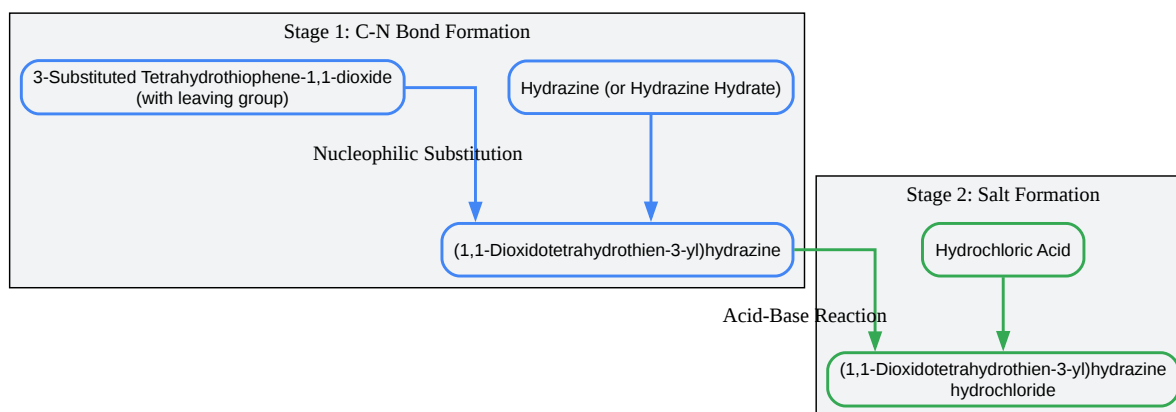 Stage 1: C-N Bond Formation
3-Substituted Tetrahydrothiophene-1,1-dioxide
(with leaving group)
Hydrazine (or Hydrazine Hydrate)
Nucleophilic Substitution
(1,1-Dioxidotetrahydrothien-3-yl)hydrazine
Stage 2: Salt Formation
Hydrochloric Acid
Acid-Base Reaction
(1,1-Dioxidotetrahydrothien-3-yl)hydrazine
hydrochloride